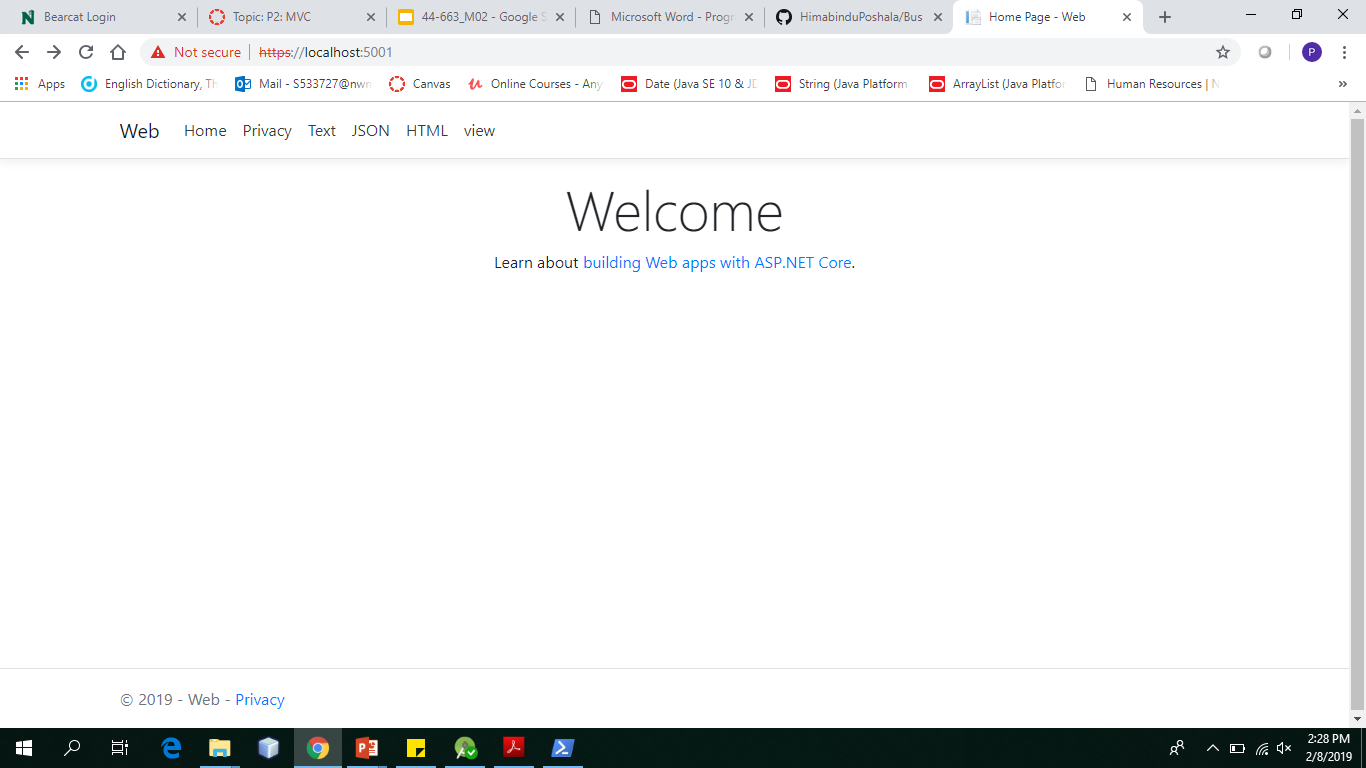 Bearcat Login
Topic: P2: MVC
44-663_M02 - Google S
Microsoft Word - Progr
HimabinduPoshala/Bus
Home Page - Web
Not secure
https://localhost:5001
P
Apps
English Dictionary, Th
Mail - S533727@nwm
Canvas
Online Courses - Any
Date (Java SE 10 & JD
String (Java Platform
ArrayList (Java Platfor
Human Resources | N
»
Web Home Privacy Text JSON HTML view
Welcome
Learn about building Web apps with ASP.NET Core.
© 2019 - Web - Privacy
2:28 PM
2/8/2019